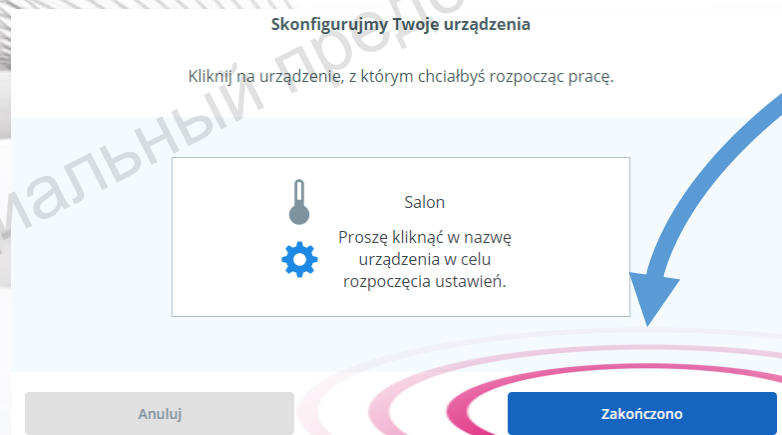 Skonfigurujmy Twoje urządzenia
Kliknij na urządzenie, z którym chciałbyś rozpocząc pracę.
Salon
Proszę kliknąć w nazwę
urządzenia w celu
rozpoczęcia ustawień.
Anuluj
Zakończono